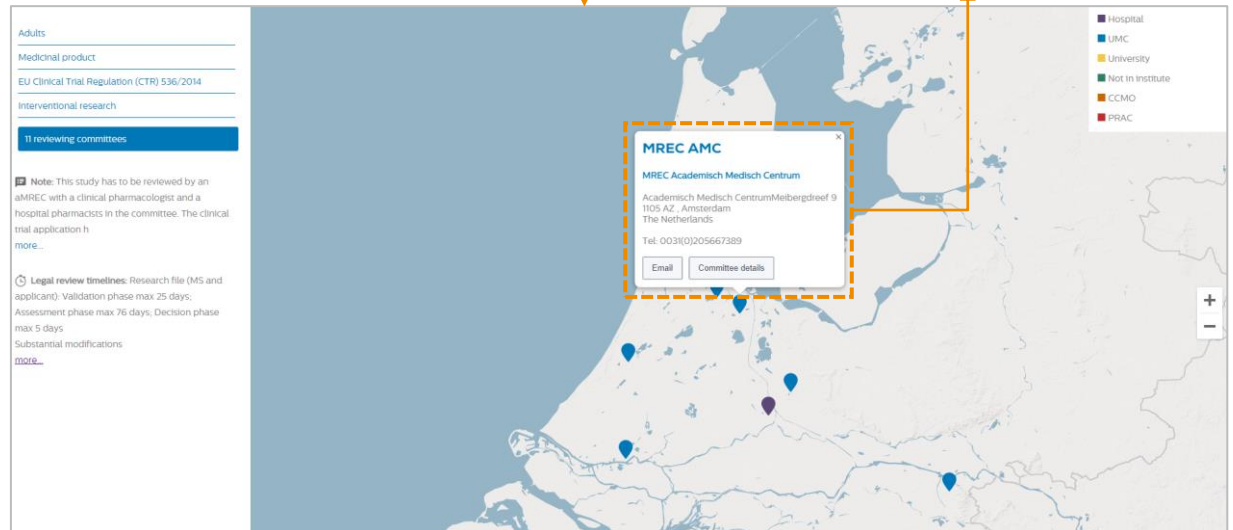 Adults
Medicinal product
EU Clinical Trial Regulation (CTR) 536/2014
Interventional research
11 reviewing committees
Note: This study has to be reviewed by an
aMREC with a clinical pharmacologist and a
hospital pharmacists in the committee. The clinical
trial application h
more...
Legal review timelines: Research file (MS and
applicant): Validation phase max 25 days;
Assessment phase max 76 days; Decision phase
max 5 days
Substantial modifications
more...
MREC AMC
×
MREC Academisch Medisch Centrum
Academisch Medisch CentrumMeibergdreef 9
1105 AZ , Amsterdam
The Netherlands
Tel: 0031(0)205667389
Email
Committee details
Hospital
UMC
University
Not in institute
CCMO
PRAC
+
−